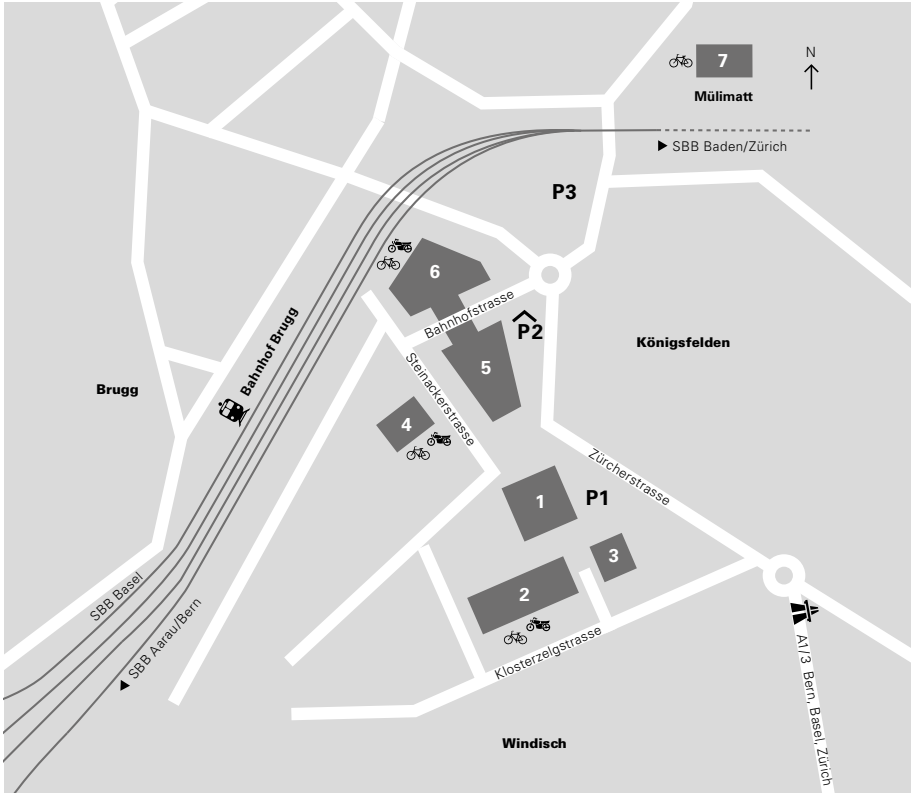 7
N
Mülimatt
SBB Baden/Zürich
P3
6
Bahnhofstrasse
P2
Bahnhof Brugg
Königsfelden
5
Brugg
Steinackerstrasse
4
Zürcherstrasse
1
P1
3
SBB Basel
2
SBB Aarau/Bern
Klosterzelgstrasse
A1/3 Bern, Basel, Zürich
Windisch